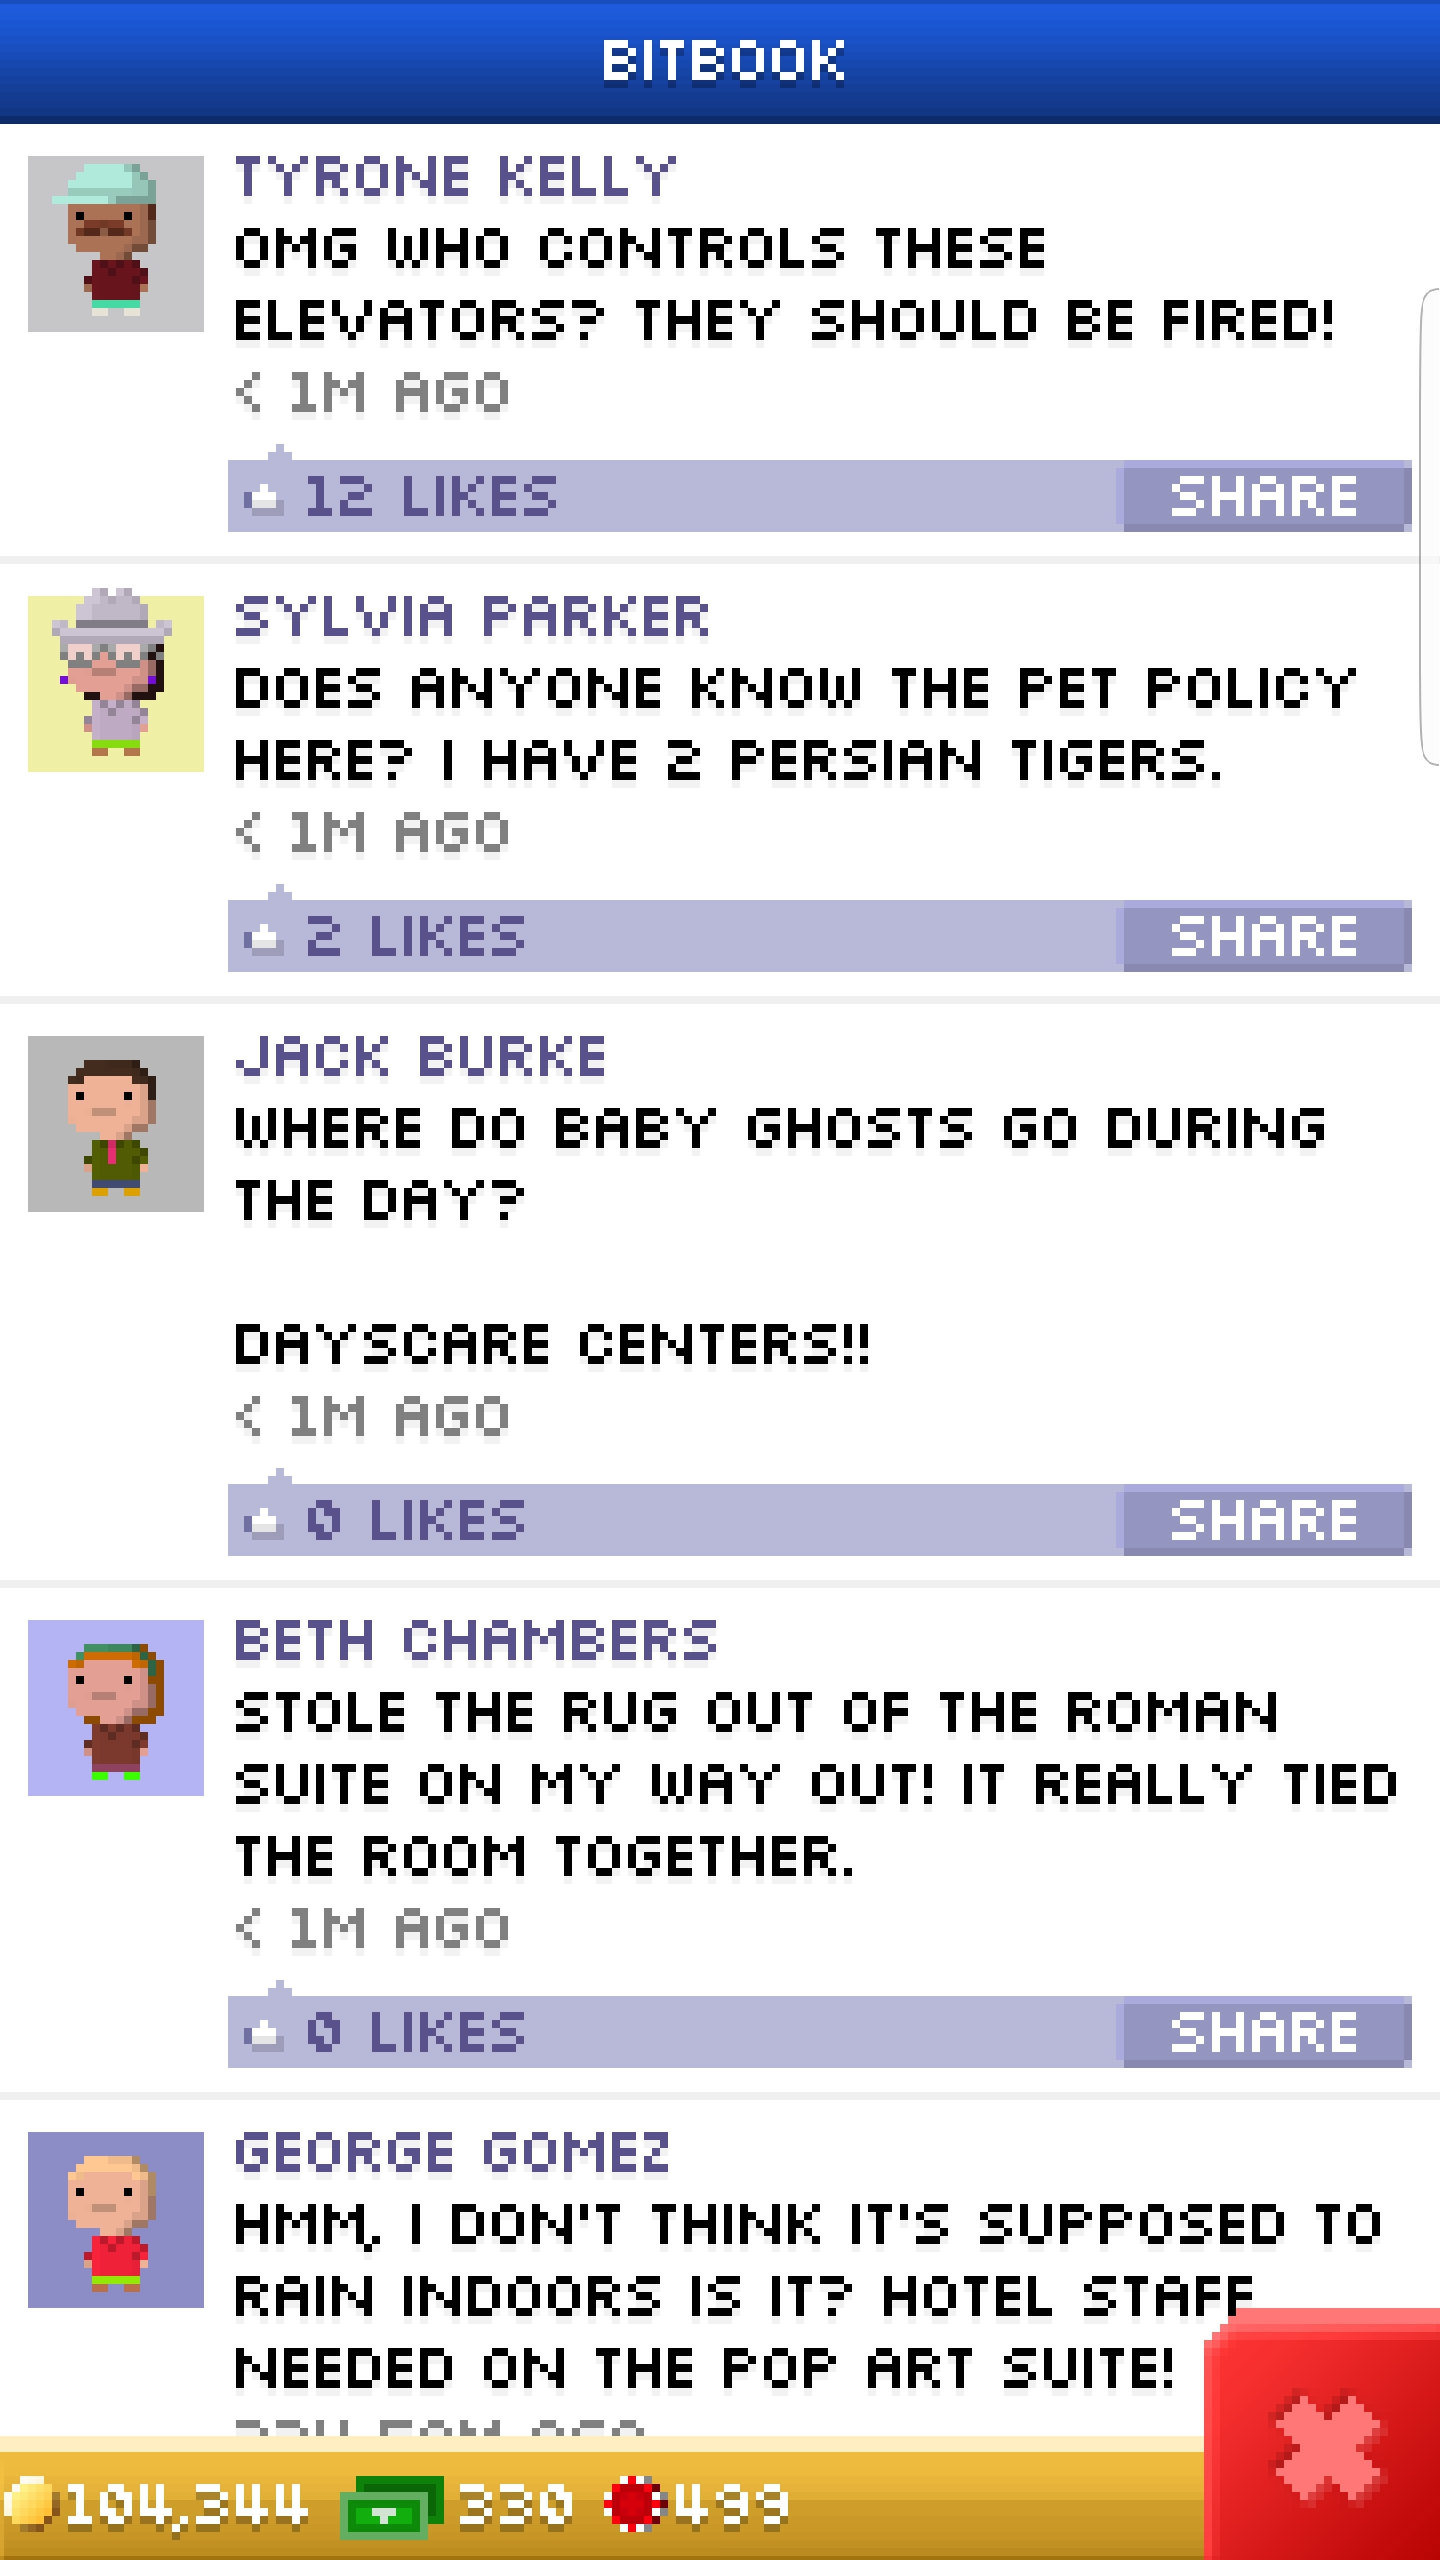 BITBOOK
TYRONE KELLY
OMG WHO CONTROLS THESE
ELEVATORS? THEY SHOULD BE FIRED!
< 1M AGO
12 LIKES SHARE
SYLVIA PARKER
DOES ANYONE KNOW THE PET POLICY
HERE? I HAVE 2 PERSIAN TIGERS.
< 1M AGO
2 LIKES SHARE
JACK BURKE
WHERE DO BABY GHOSTS GO DURING
THE DAY?
DAYSCARE CENTERS!!
< 1M AGO
0 LIKES SHARE
BETH CHAMBERS
STOLE THE RUG OUT OF THE ROMAN
SUITE ON MY WAY OUT! IT REALLY TIED
THE ROOM TOGETHER.
< 1M AGO
0 LIKES SHARE
GEORGE GOMEZ
HMM, I DON'T THINK IT'S SUPPOSED TO
RAIN INDOORS IS IT? HOTEL STAFF
NEEDED ON THE POP ART SUITE!
AGO
104,344 330 499